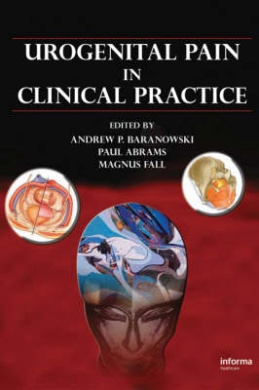 UROGENITAL PAIN
IN
CLINICAL PRACTICE
EDITED BY
ANDREW P. BARANOWSKI
PAUL ABRAMS
MAGNUS FALL
informa
healthcare